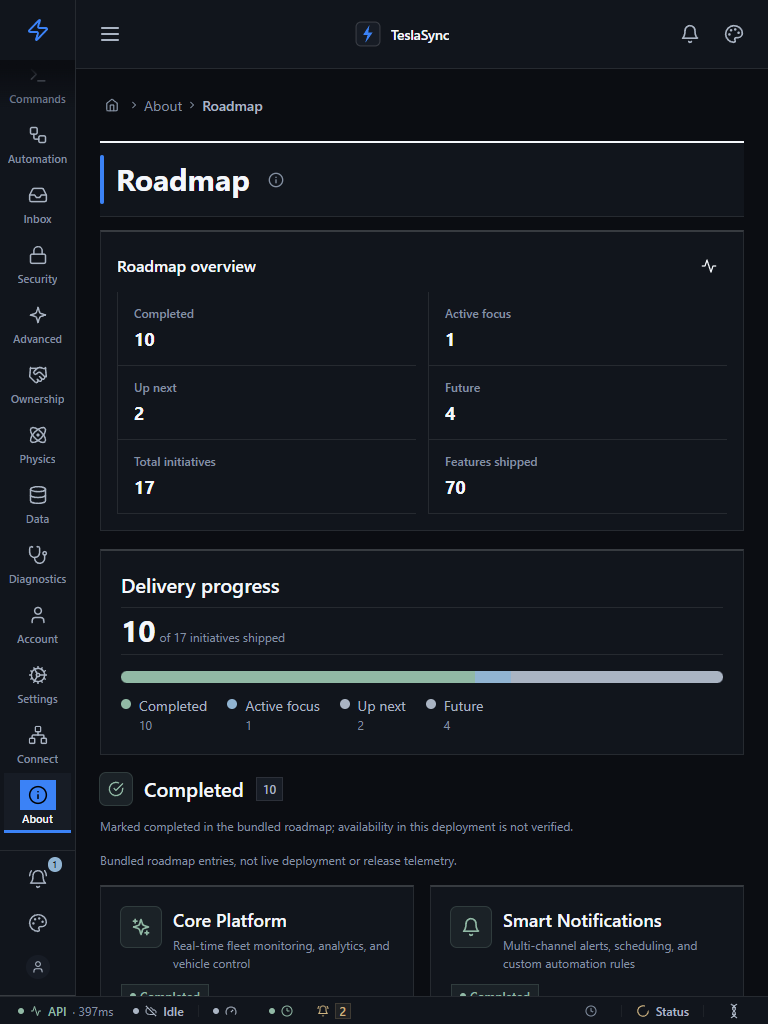 TeslaSync
Commands
Automation
Inbox
Security
Advanced
Ownership
Physics
Data
Diagnostics
Account
Settings
Connect
About
1
About
Roadmap
Roadmap
Roadmap overview
Completed
10
Active focus
1
Up next
2
Future
4
Total initiatives
17
Features shipped
70
Delivery progress
10 of 17 initiatives shipped
Completed
10
Active focus
1
Up next
2
Future
4
Completed 10
Marked completed in the bundled roadmap; availability in this deployment is not verified.
Bundled roadmap entries, not live deployment or release telemetry.
Core Platform
Real-time fleet monitoring, analytics, and
vehicle control
Completed
Smart Notifications
Multi-channel alerts, scheduling, and
custom automation rules
Completed
API · 397ms
Idle
2
Status